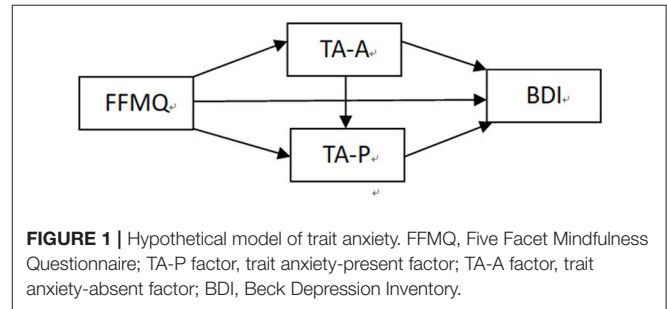 TA-A
FFMQ
BDI
TA-P
FIGURE 1 | Hypothetical model of trait anxiety. FFMQ, Five Facet Mindfulness
Questionnaire; TA-P factor, trait anxiety-present factor; TA-A factor, trait
anxiety-absent factor; BDI, Beck Depression Inventory.